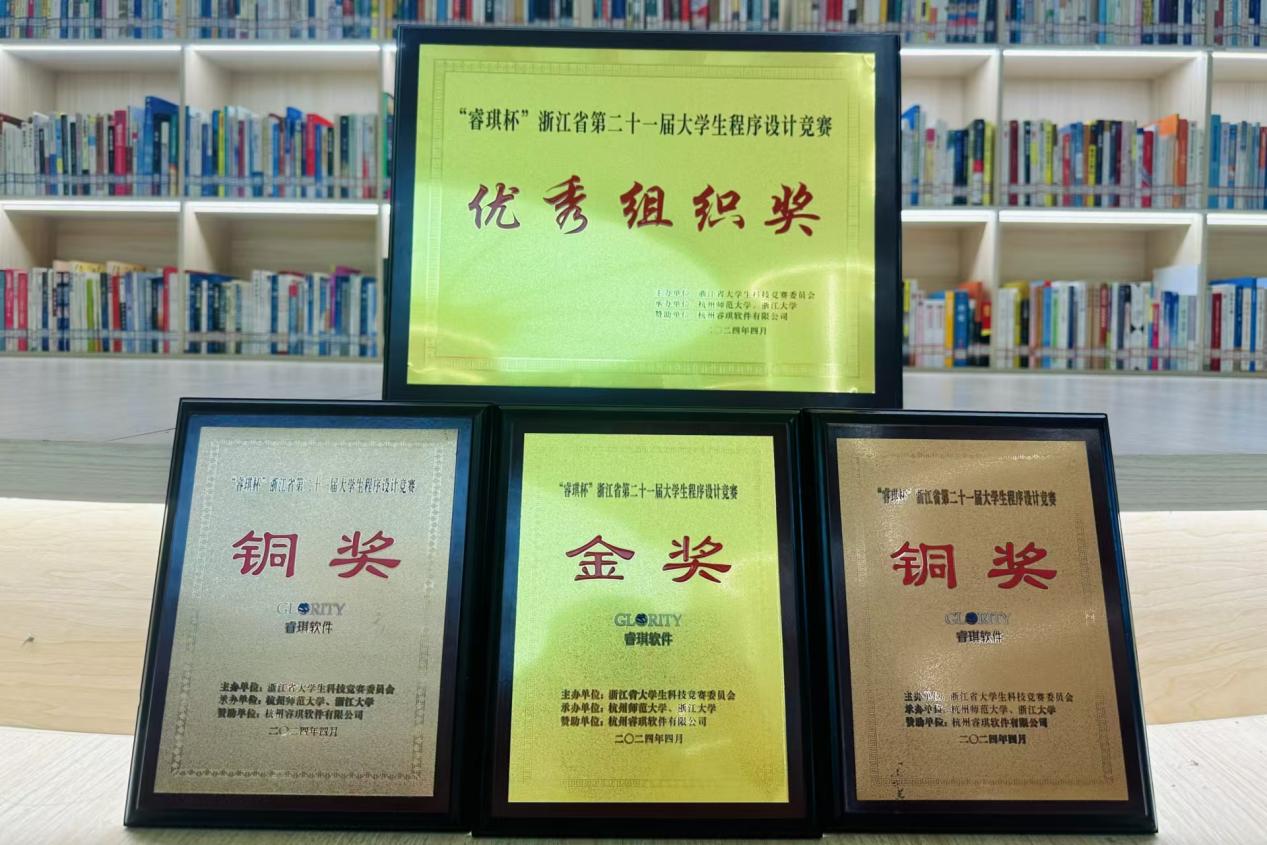 “睿琪杯”浙江省第二十一届大学生程序设计竞赛
优秀组织奖
主办单位：浙江省大学生科技竞赛委员会
承办单位：杭州师范大学、浙江大学
赞助单位：杭州睿琪软件有限公司
二〇二四年四月
“睿琪杯”浙江省第二十一届大学生程序设计竞赛
铜奖
GLORITY
睿琪软件
主办单位：浙江省大学生科技竞赛委员会
承办单位：杭州师范大学、浙江大学
赞助单位：杭州睿琪软件有限公司
二〇二四年四月
“睿琪杯”浙江省第二十一届大学生程序设计竞赛
金奖
GLORITY
睿琪软件
主办单位：浙江省大学生科技竞赛委员会
承办单位：杭州师范大学、浙江大学
赞助单位：杭州睿琪软件有限公司
二〇二四年四月
“睿琪杯”浙江省第二十一届大学生程序设计竞赛
铜奖
GLORITY
睿琪软件
主办单位：浙江省大学生科技竞赛委员会
承办单位：杭州师范大学、浙江大学
赞助单位：杭州睿琪软件有限公司
二〇二四年四月